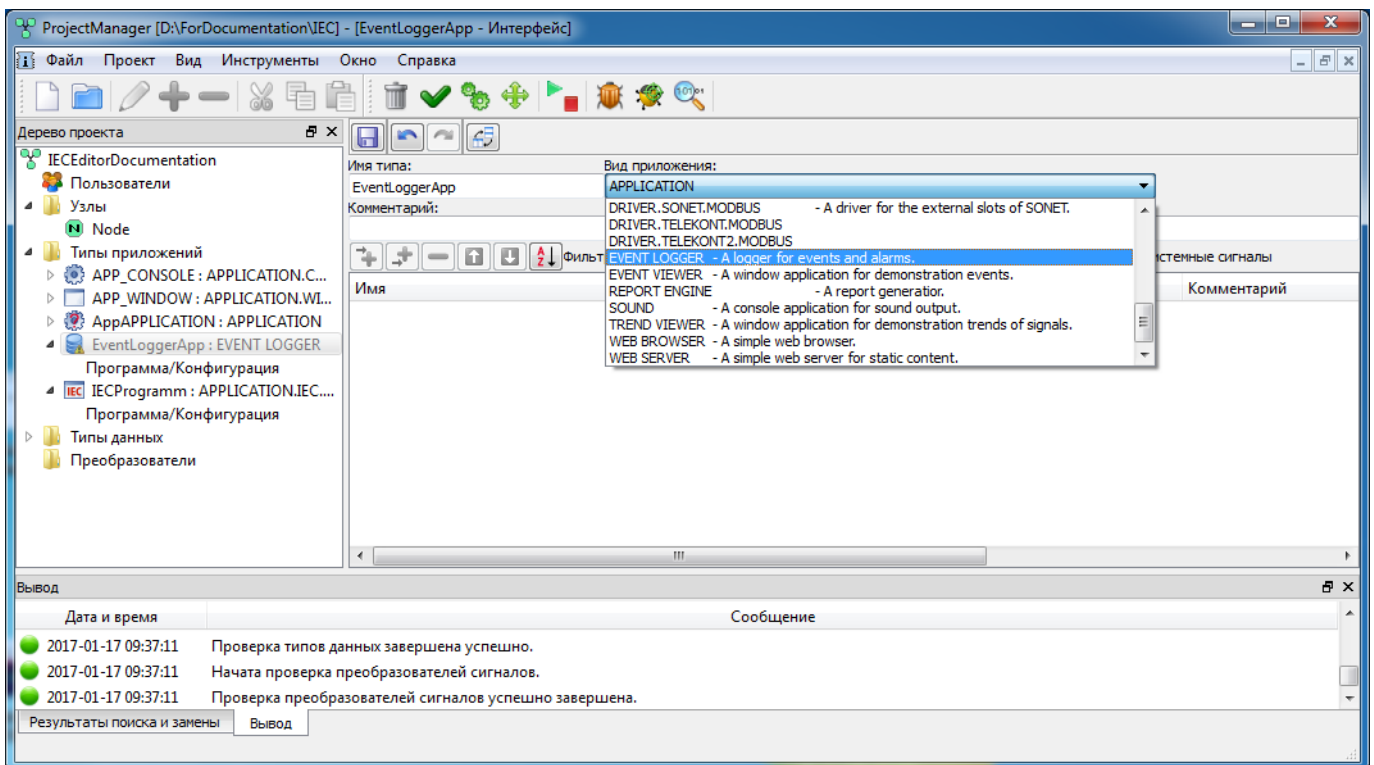 ProjectManager [D:\ForDocumentation\IEC] - [EventLoggerApp - Интерфейс]
Файл Проект Вид Инструменты Окно Справка
Дерево проекта
IECEditorDocumentation
Пользователи
Узлы
Node
Типы приложений
APP_CONSOLE : APPLICATION.C...
APP_WINDOW : APPLICATION.WI...
AppAPPLICATION : APPLICATION
EventLoggerApp : EVENT LOGGER
Программа/Конфигурация
IECProgramm : APPLICATION.IEC....
Программа/Конфигурация
Типы данных
Преобразователи
Имя типа: Вид приложения:
EventLoggerApp APPLICATION
Комментарий:
DRIVER.SONET.MODBUS - A driver for the external slots of SONET.
DRIVER.TELEKONT.MODBUS
DRIVER.TELEKONT2.MODBUS
Фильт EVENT LOGGER - A logger for events and alarms. истемные сигналы
EVENT VIEWER - A window application for demonstration events.
Имя REPORT ENGINE - A report generatior. Комментарий
SOUND - A console application for sound output.
TREND VIEWER - A window application for demonstration trends of signals.
WEB BROWSER - A simple web browser.
WEB SERVER - A simple web server for static content.
Вывод
Дата и время Сообщение
2017-01-17 09:37:11 Проверка типов данных завершена успешно.
2017-01-17 09:37:11 Начата проверка преобразователей сигналов.
2017-01-17 09:37:11 Проверка преобразователей сигналов успешно завершена.
Результаты поиска и замены Вывод